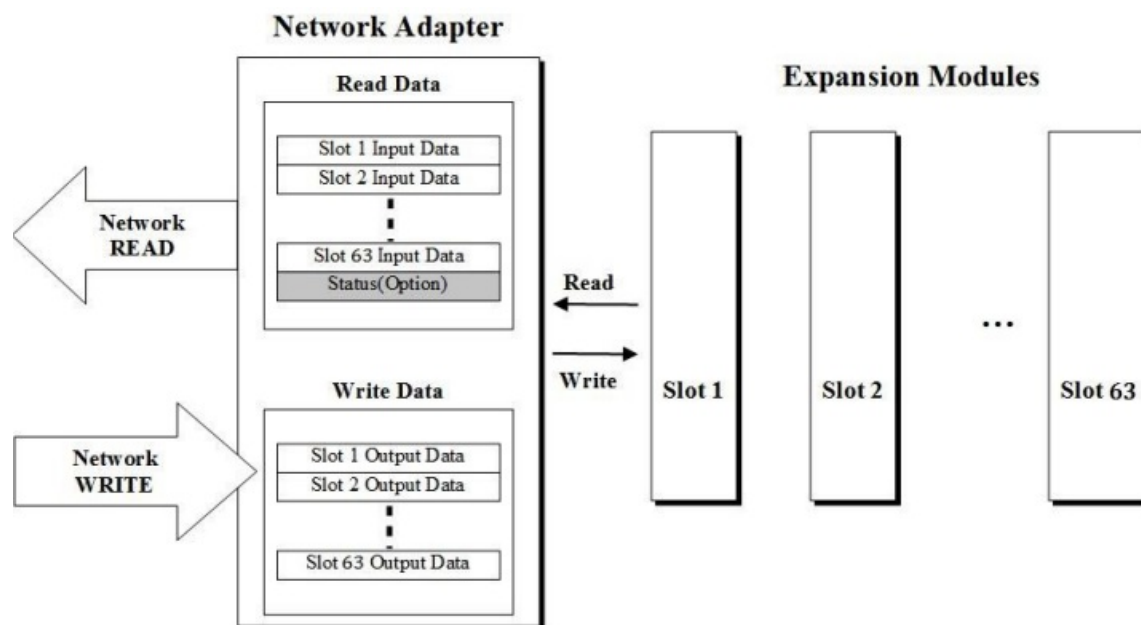 Network Adapter
Read Data
Slot 1 Input Data
Slot 2 Input Data
Slot 63 Input Data
Status(Option)
Network
READ
Write Data
Slot 1 Output Data
Slot 2 Output Data
Slot 63 Output Data
Network
WRITE
Read
Write
Expansion Modules
Slot 1
Slot 2
...
Slot 63